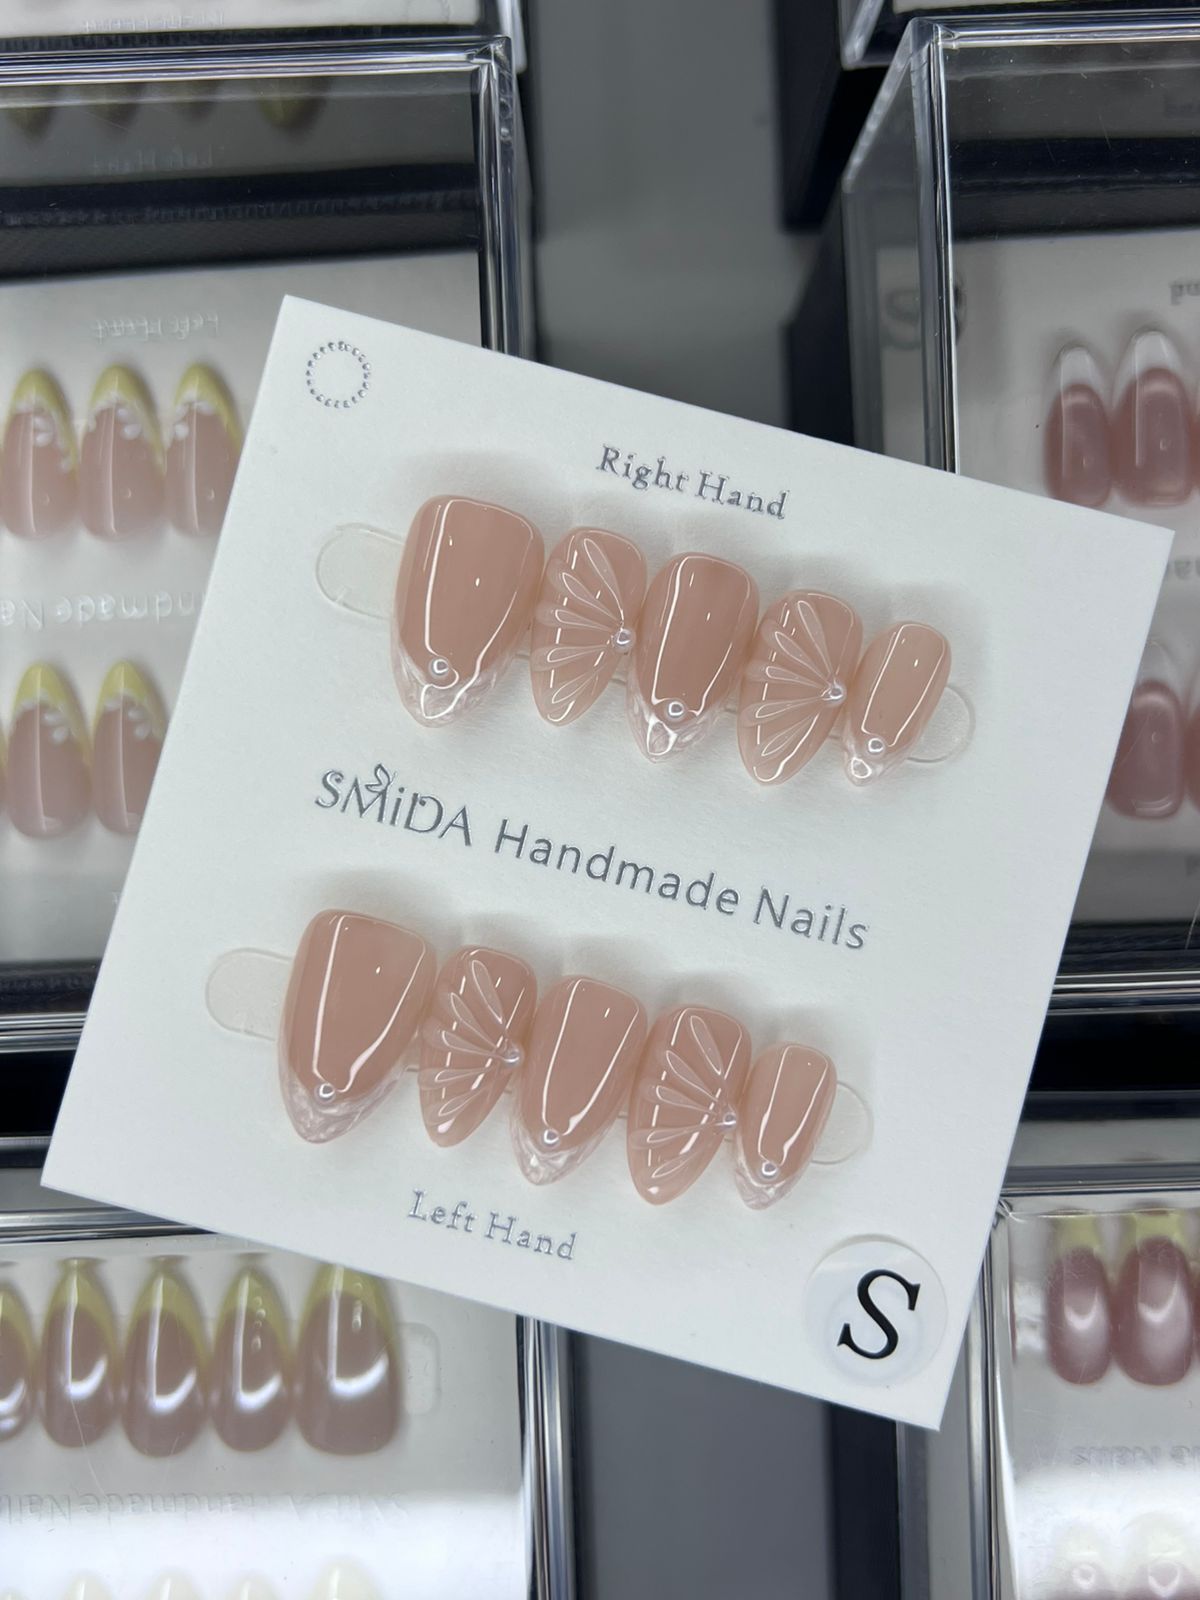 Right Hand
SMiDA Handmade Nails
Left Hand
S